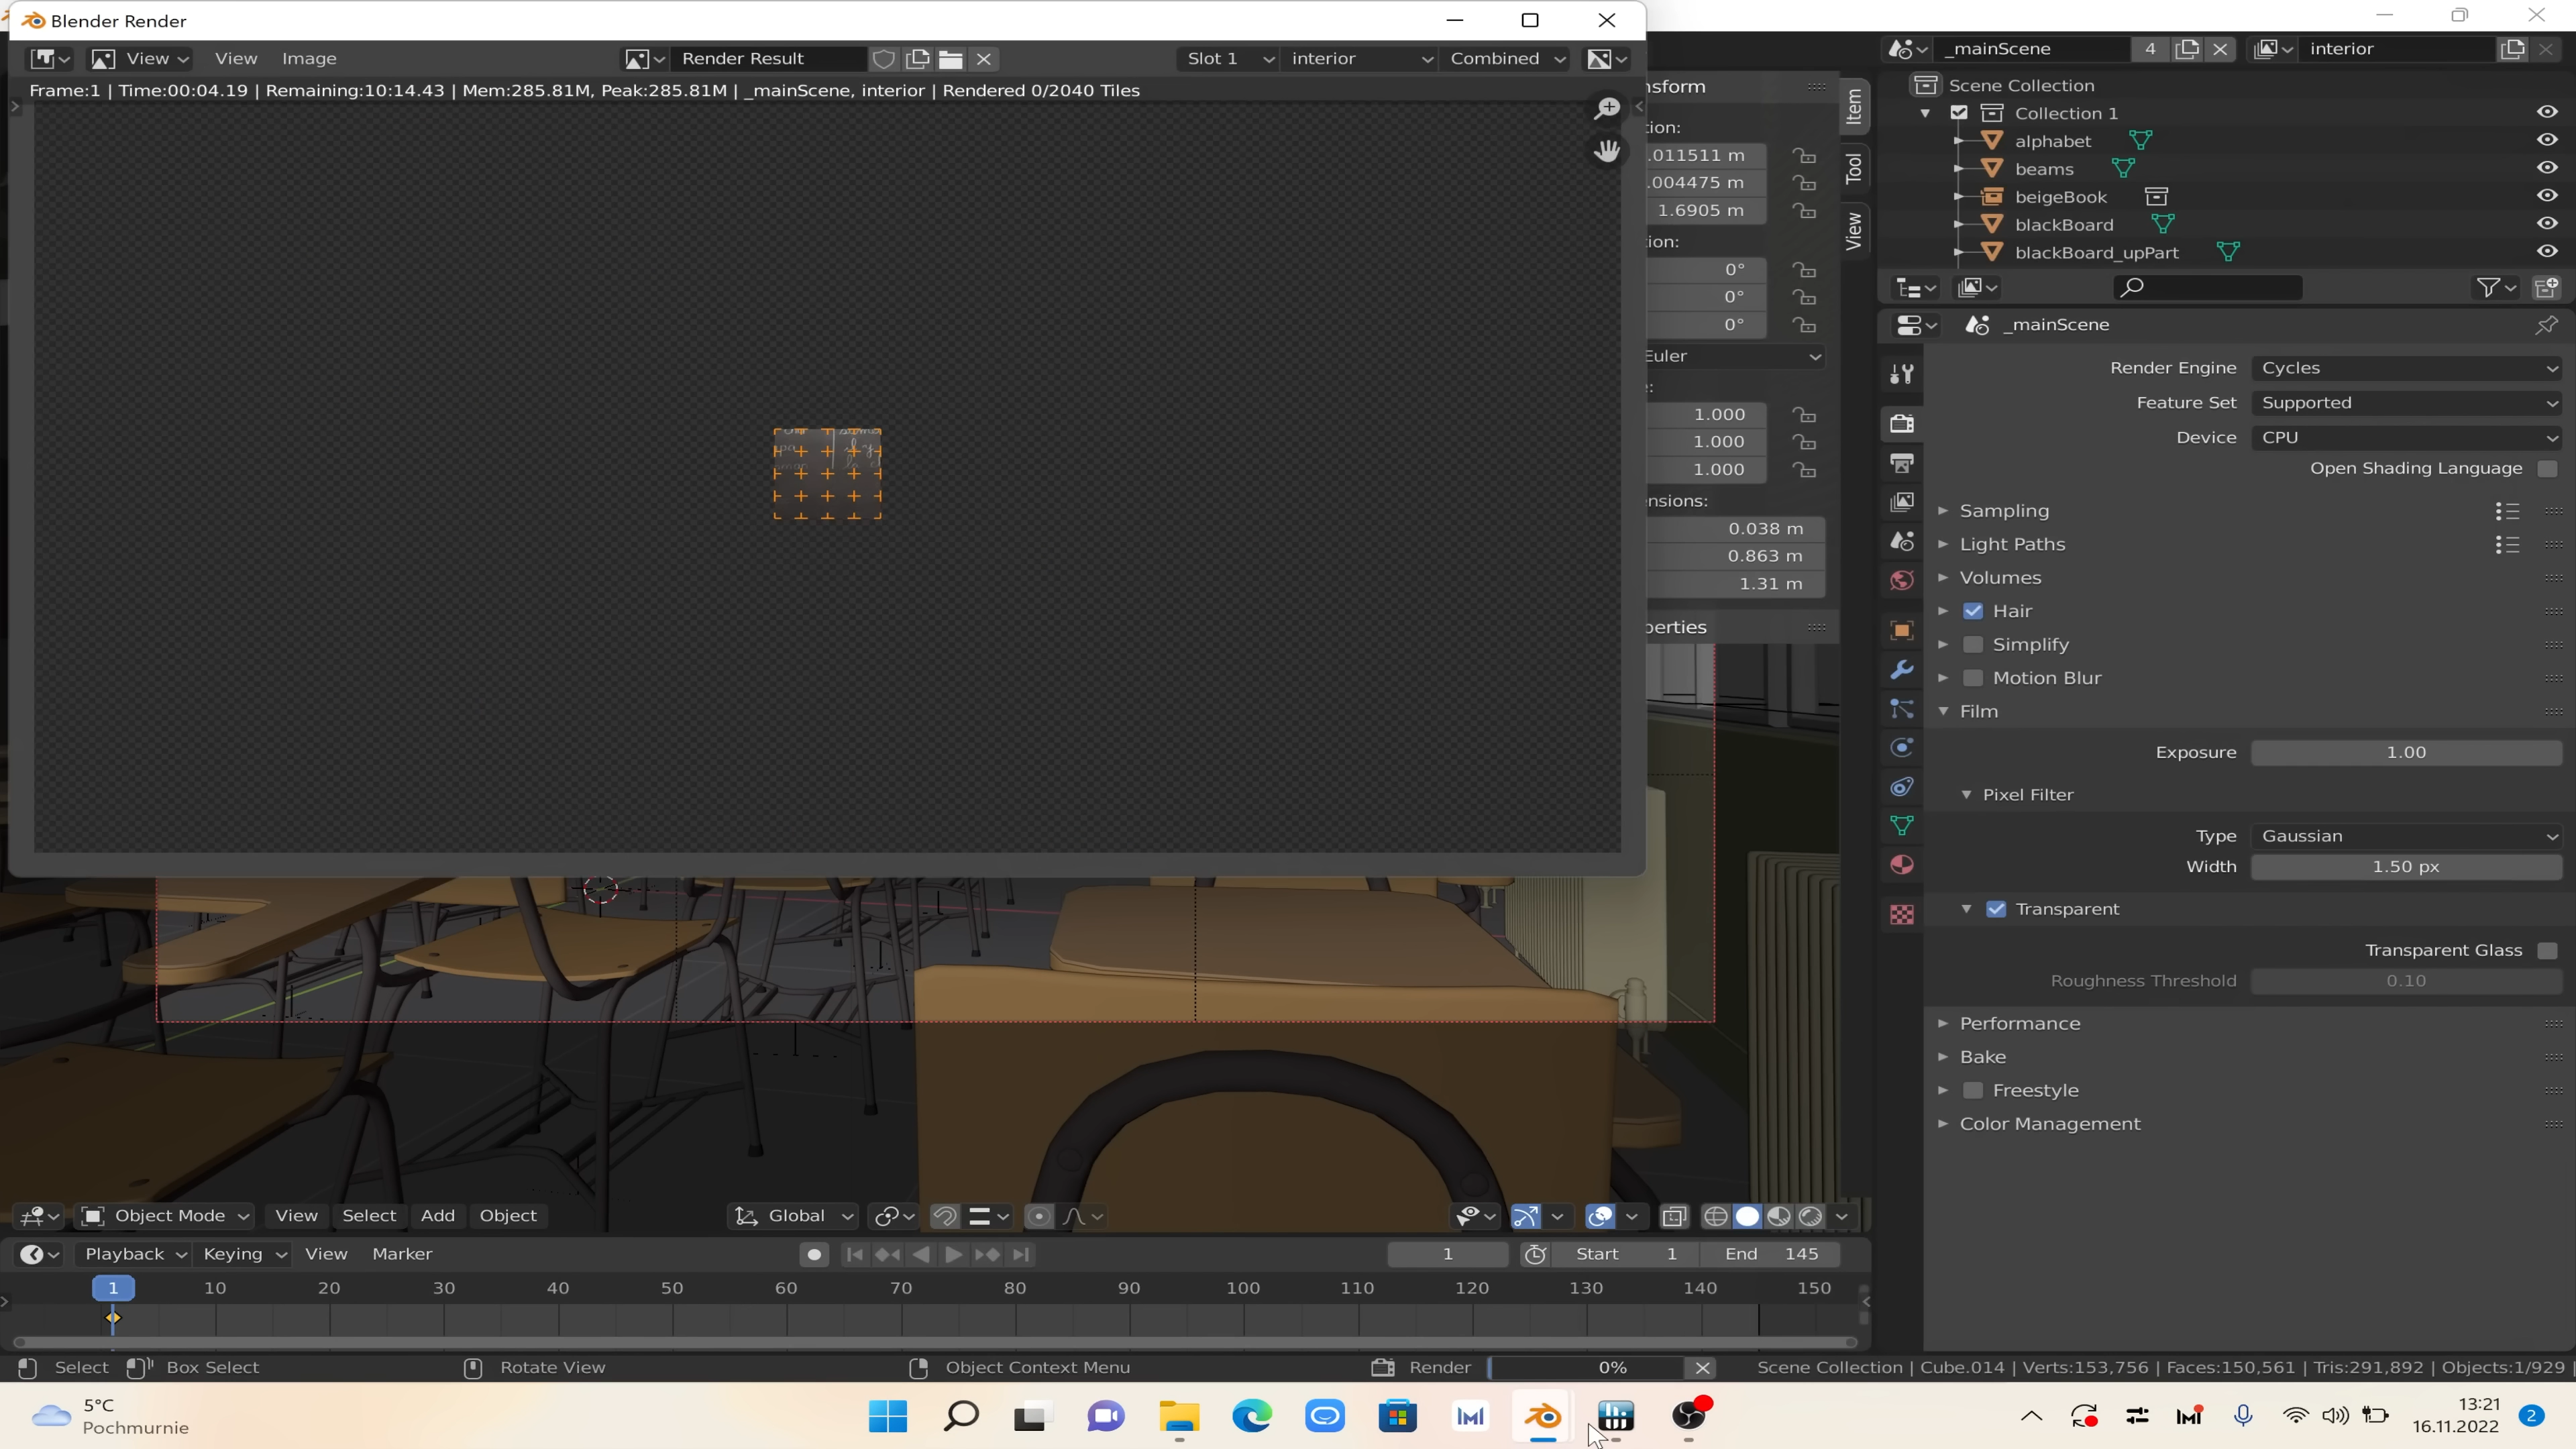 Blender Render
View View Image Render Result Slot 1 interior Combined
Frame:1 | Time:00:04.19 | Remaining:10:14.43 | Mem:285.81M, Peak:285.81M | _mainScene, interior | Rendered 0/2040 Tiles
nsform
tion:
.011511 m
.004475 m
1.6905 m
ion:
0°
0°
0°
Euler
e:
1.000
1.000
1.000
ensions:
0.038 m
0.863 m
1.31 m
perties
Item
Tool
View
_mainScene 4 interior
Scene Collection
Collection 1
alphabet
beams
beigeBook
blackBoard
blackBoard_upPart
_mainScene
Render Engine Cycles
Feature Set Supported
Device CPU
Open Shading Language
Sampling
Light Paths
Volumes
Hair
Simplify
Motion Blur
Film
Exposure 1.00
Pixel Filter
Type Gaussian
Width 1.50 px
Transparent
Transparent Glass
Roughness Threshold 0.10
Performance
Bake
Freestyle
Color Management
Object Mode View Select Add Object Global
Playback Keying View Marker 1 Start 1 End 145
1 10 20 30 40 50 60 70 80 90 100 110 120 130 140 150
Select Box Select Rotate View Object Context Menu Render 0% Scene Collection | Cube.014 | Verts:153,756 | Faces:150,561 | Tris:291,892 | Objects:1/929 |
5°C
Pochmurnie
13:21
16.11.2022
2